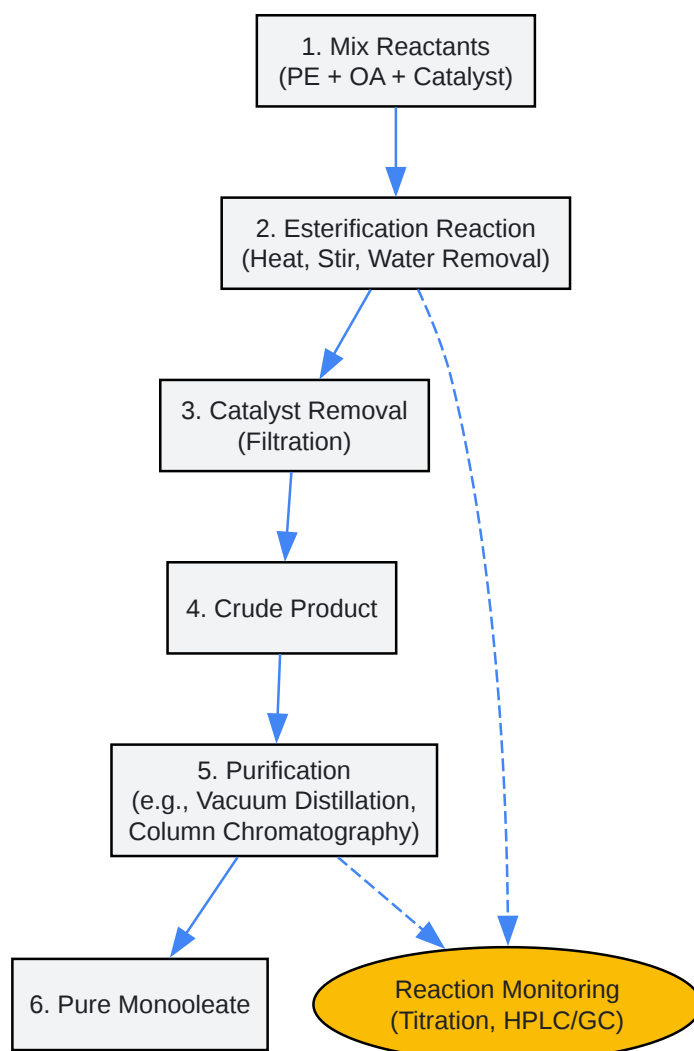 1. Mix Reactants
(PE + OA + Catalyst)
2. Esterification Reaction
(Heat, Stir, Water Removal)
3. Catalyst Removal
(Filtration)
4. Crude Product
5. Purification
(e.g., Vacuum Distillation,
Column Chromatography)
6. Pure Monooleate
Reaction Monitoring
(Titration, HPLC/GC)